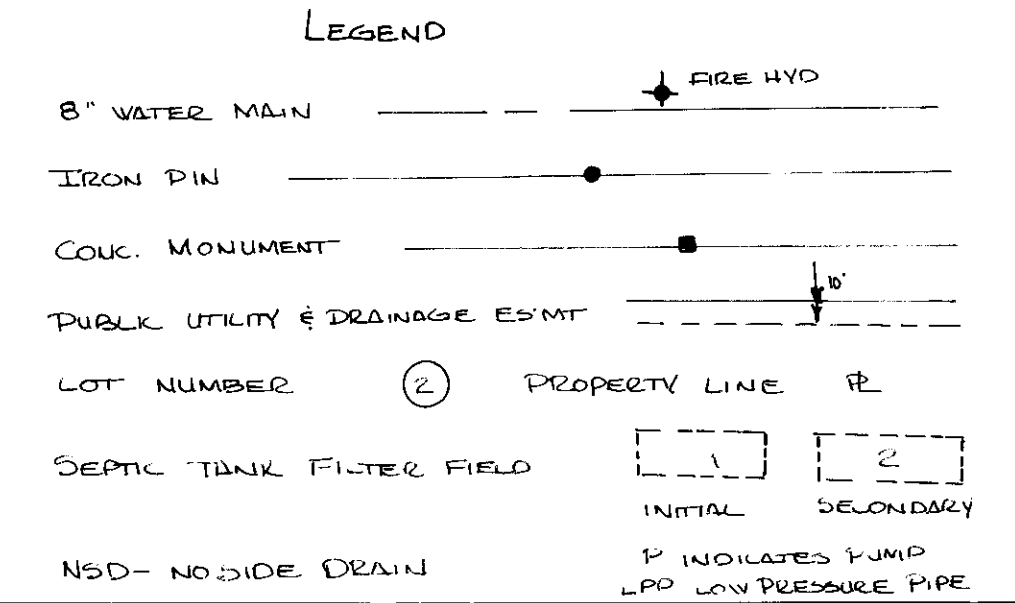 LEGEND
FIRE HYD
8" WATER MAIN
IRON PIN
CONC. MONUMENT
10'
PUBLIC UTILITY & DRAINAGE ES'MT
LOT NUMBER 2 PROPERTY LINE PL
SEPTIC TANK FILTER FIELD 1 2
INITIAL SECONDARY
NSD- NO SIDE DRAIN P INDICATES PUMP
LPP LOW PRESSURE PIPE